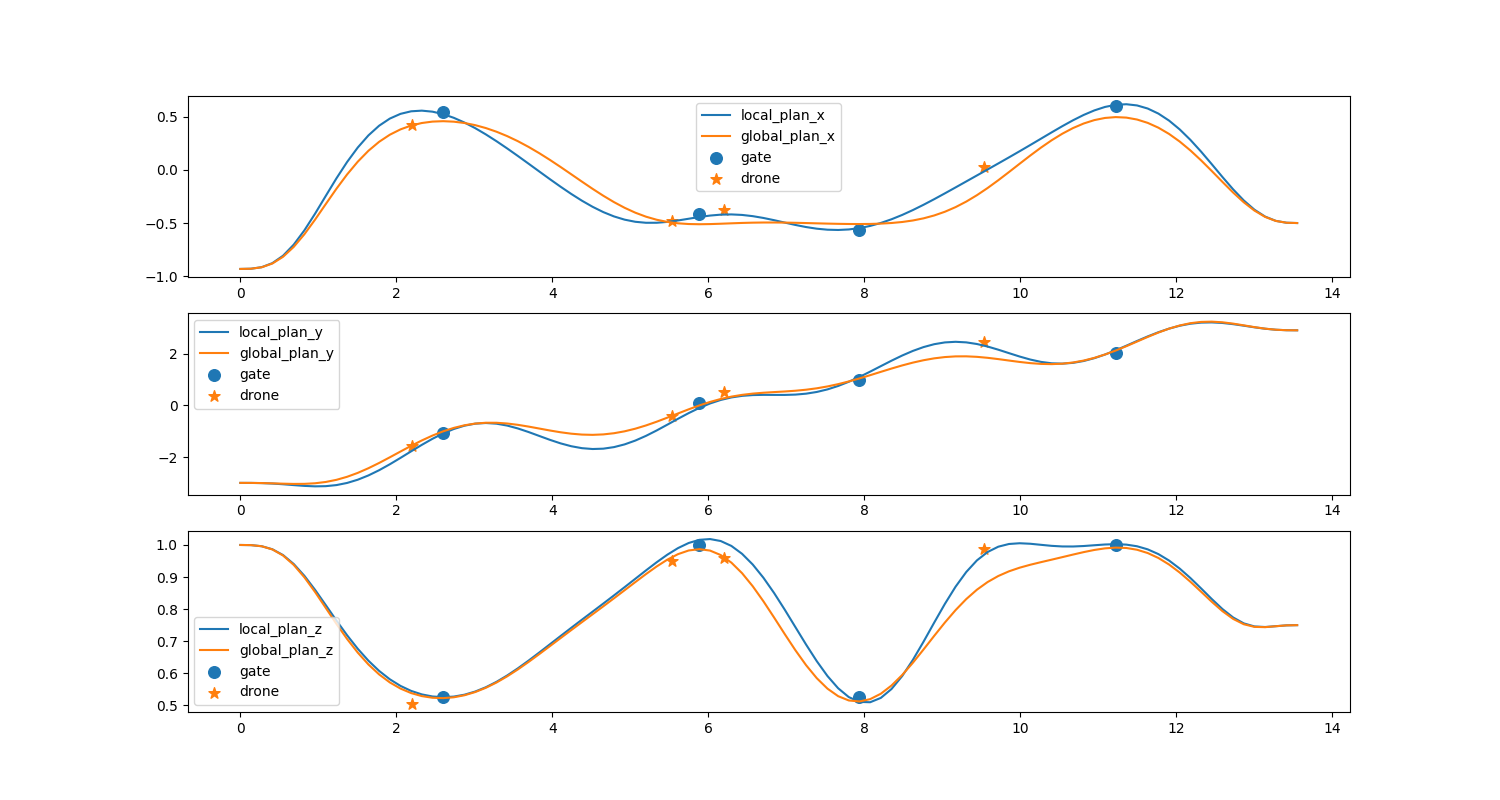 0.5
0.0
−0.5
−1.0
local_plan_x
global_plan_x
gate
drone
0 2 4 6 8 10 12 14
2
0
−2
local_plan_y
global_plan_y
gate
drone
0 2 4 6 8 10 12 14
1.0
0.9
0.8
0.7
0.6
0.5
local_plan_z
global_plan_z
gate
drone
0 2 4 6 8 10 12 14